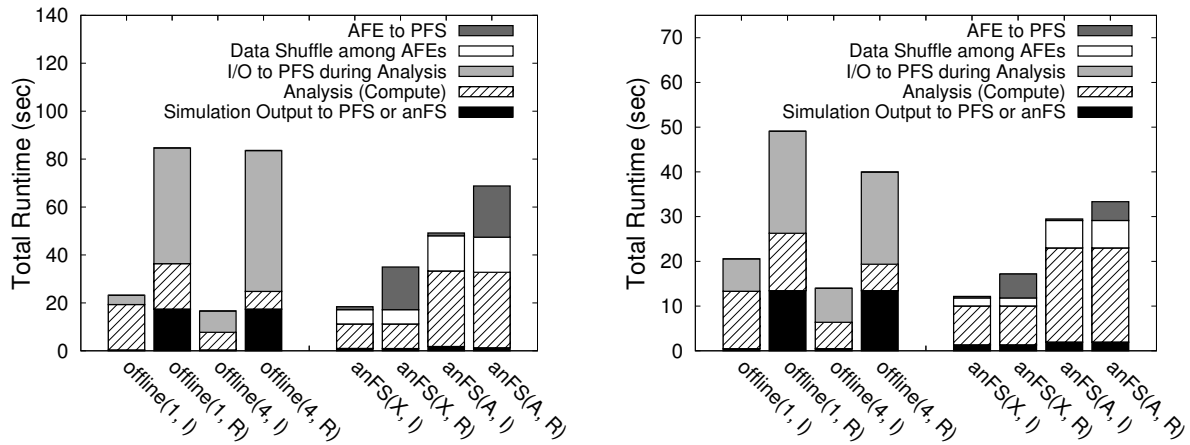 140
120
100
80
60
40
20
0
Total Runtime (sec)
AFE to PFS
Data Shuffle among AFEs
I/O to PFS during Analysis
Analysis (Compute)
Simulation Output to PFS or anFS
offline(1, I)
offline(1, R)
offline(4, I)
offline(4, R)
anFS(X, I)
anFS(X, R)
anFS(A, I)
anFS(A, R)
70
60
50
40
30
20
10
0
Total Runtime (sec)
AFE to PFS
Data Shuffle among AFEs
I/O to PFS during Analysis
Analysis (Compute)
Simulation Output to PFS or anFS
offline(1, I)
offline(1, R)
offline(4, I)
offline(4, R)
anFS(X, I)
anFS(X, R)
anFS(A, I)
anFS(A, R)